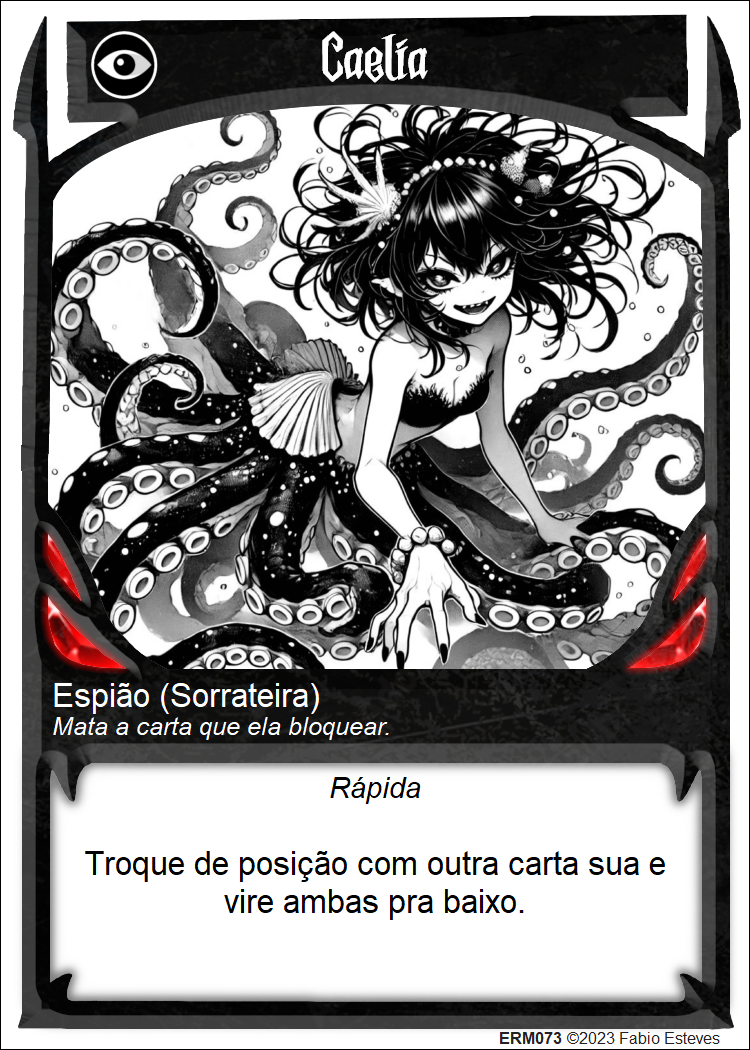 Caelia
Espião (Sorrateira)
Mata a carta que ela bloquear.
Rápida
Troque de posição com outra carta sua e
vire ambas pra baixo.
ERM073 ©2023 Fabio Esteves